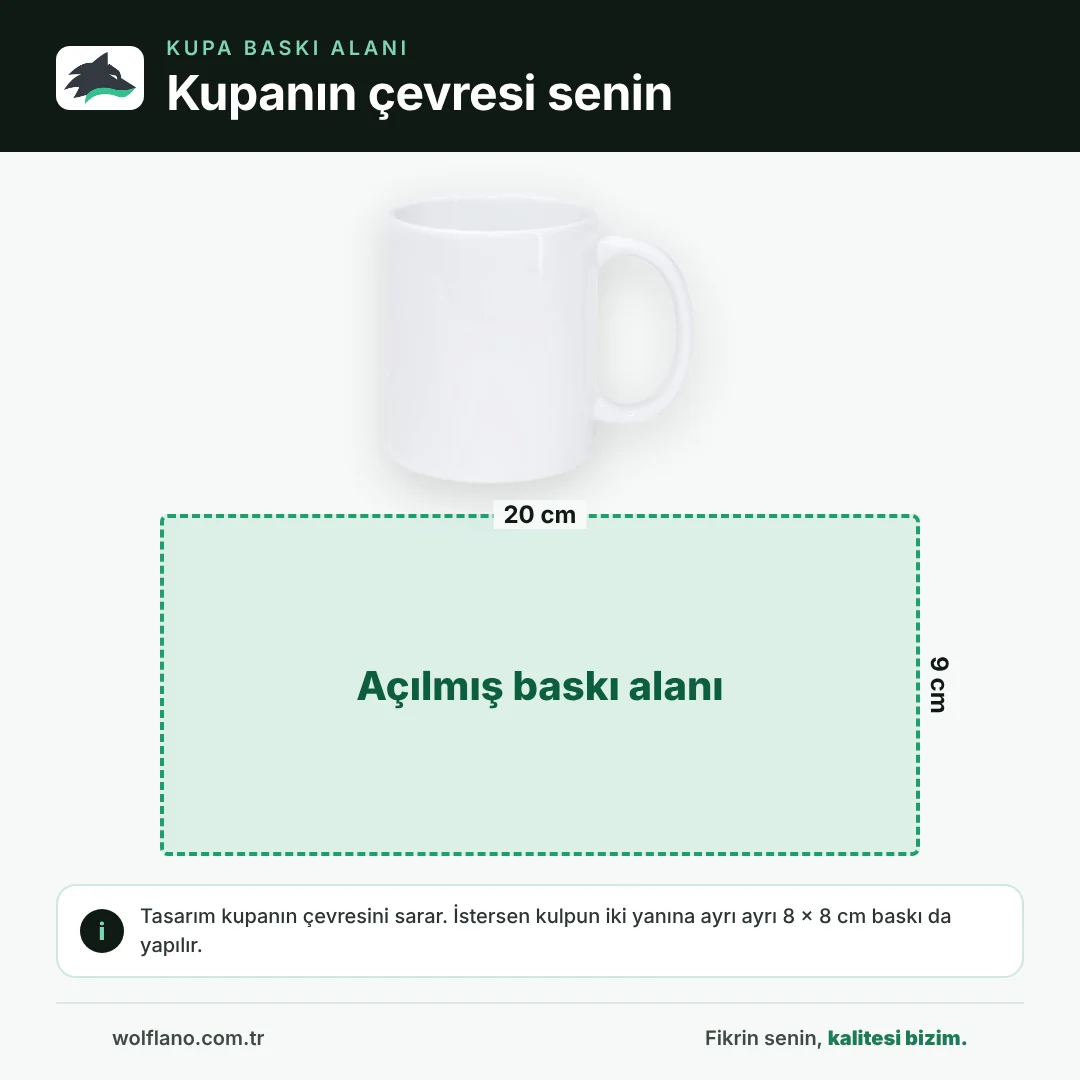 KUPA BASKI ALANI
Kupanın çevresi senin
20 cm
Açılmış baskı alanı
9 cm
i
Tasarım kupanın çevresini sarar. İstersen kulpun iki yanına ayrı ayrı 8 × 8 cm baskı da
yapılır.
wolflano.com.tr
Fikrin senin, kalitesi bizim.